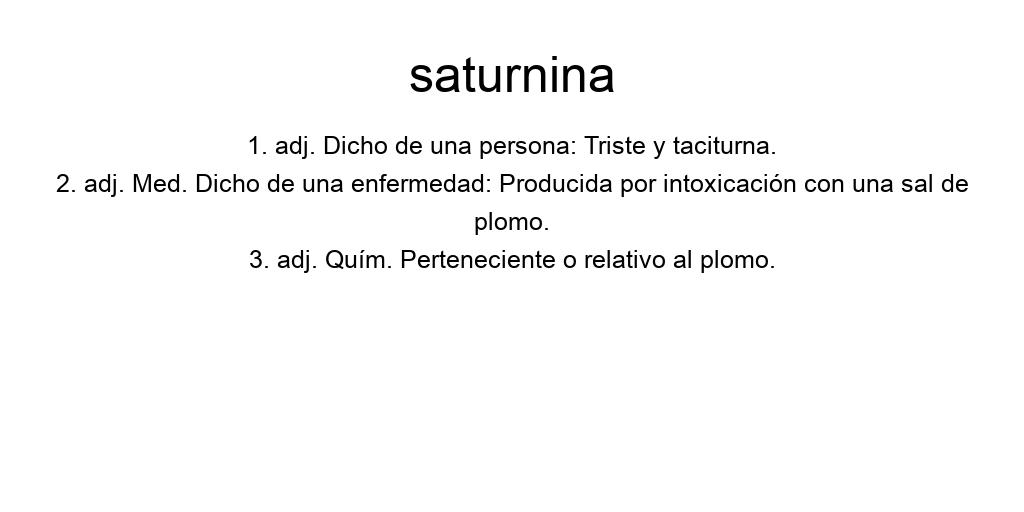 saturnina
1. adj. Dicho de una persona: Triste y taciturna.
2. adj. Med. Dicho de una enfermedad: Producida por intoxicación con una sal de
plomo.
3. adj. Quím. Perteneciente o relativo al plomo.